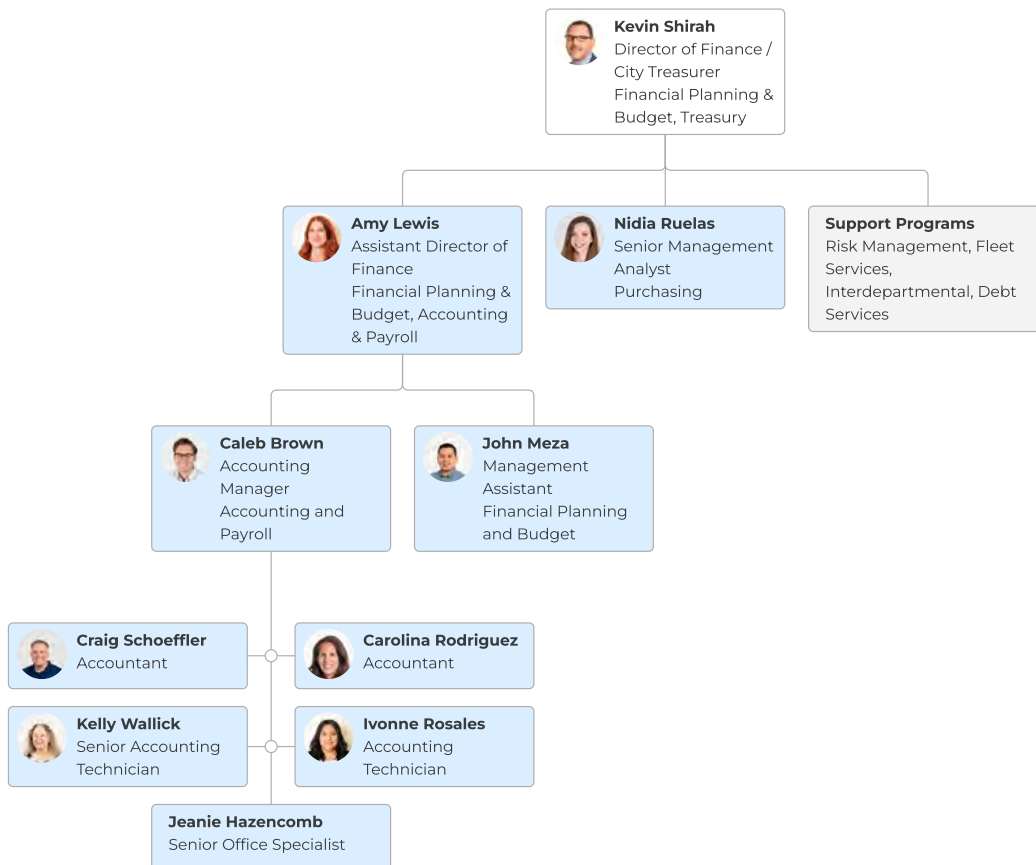 Kevin Shirah
Director of Finance /
City Treasurer
Financial Planning &
Budget, Treasury
Amy Lewis
Assistant Director of
Finance
Financial Planning &
Budget, Accounting
& Payroll
Nidia Ruelas
Senior Management
Analyst
Purchasing
Support Programs
Risk Management, Fleet
Services,
Interdepartmental, Debt
Services
Caleb Brown
Accounting
Manager
Accounting and
Payroll
John Meza
Management
Assistant
Financial Planning
and Budget
Craig Schoeffler
Accountant
Carolina Rodriguez
Accountant
Kelly Wallick
Senior Accounting
Technician
Ivonne Rosales
Accounting
Technician
Jeanie Hazencomb
Senior Office Specialist